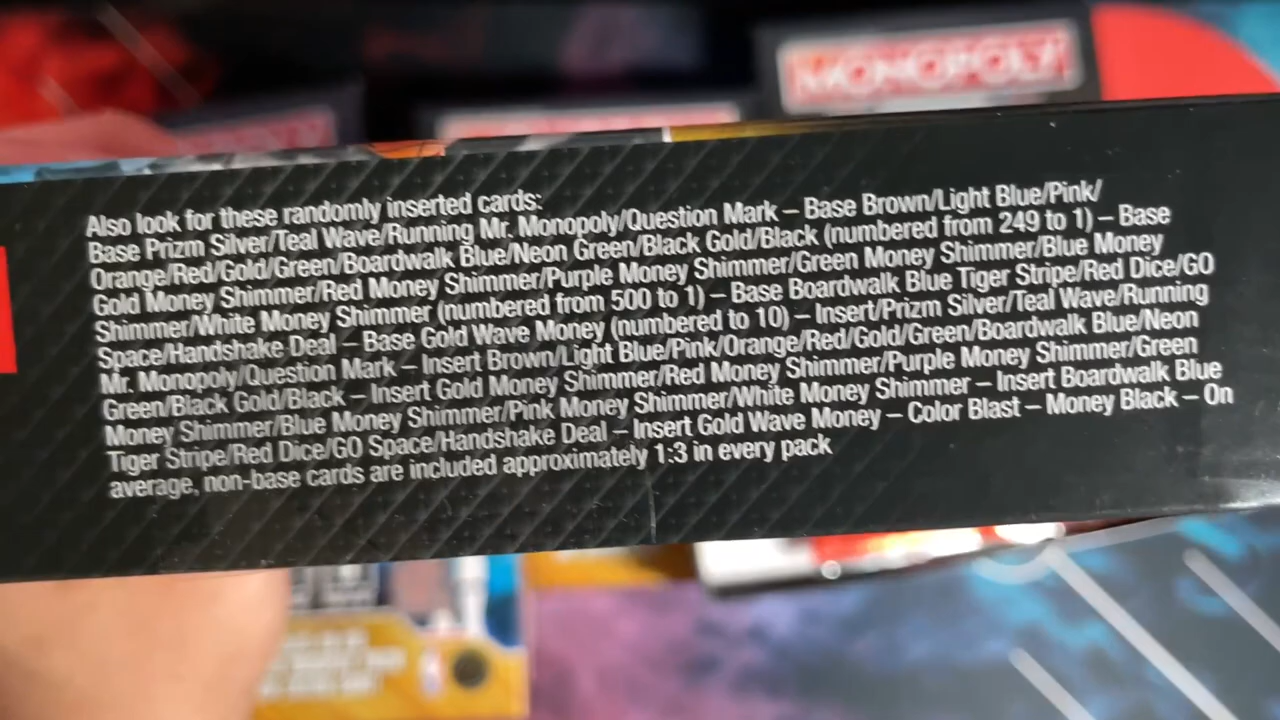 MONOPOLY
Also look for these randomly inserted cards:
Base Prizm Silver/Teal Wave/Running Mr. Monopoly/Question Mark – Base Brown/Light Blue/Pink/
Orange/Red/Gold/Green/Boardwalk Blue/Neon Green/Black Gold/Black (numbered from 249 to 1) – Base
Gold Money Shimmer/Red Money Shimmer/Purple Money Shimmer/Green Money Shimmer/Blue Money
Shimmer/White Money Shimmer (numbered from 500 to 1) – Base Boardwalk Blue Tiger Stripe/Red Dice/GO
Space/Handshake Deal – Base Gold Wave Money (numbered to 10) – Insert/Prizm Silver/Teal Wave/Running
Mr. Monopoly/Question Mark – Insert Brown/Light Blue/Pink/Orange/Red/Gold/Green/Boardwalk Blue/Neon
Green/Black Gold/Black – Insert Gold Money Shimmer/Red Money Shimmer/Purple Money Shimmer/Green
Money Shimmer/Blue Money Shimmer/Pink Money Shimmer/White Money Shimmer – Insert Boardwalk Blue
Tiger Stripe/Red Dice/GO Space/Handshake Deal – Insert Gold Wave Money – Color Blast – Money Black – On
average, non-base cards are included approximately 1:3 in every pack